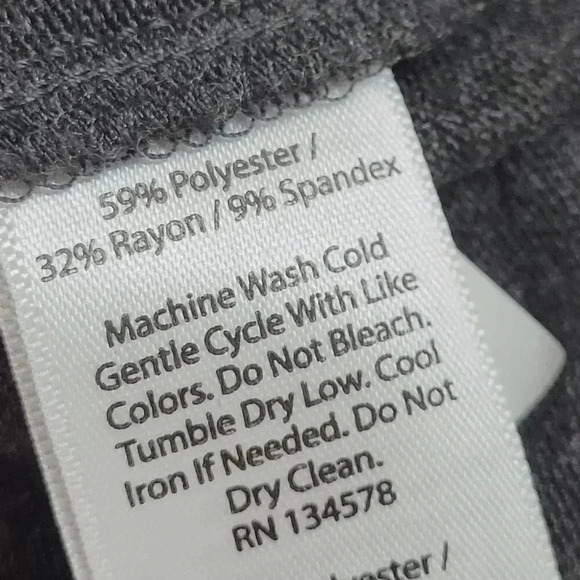 59% Polyester /
32% Rayon / 9% Spandex
Machine Wash Cold
Gentle Cycle With Like
Colors. Do Not Bleach.
Tumble Dry Low. Cool
Iron If Needed. Do Not
Dry Clean.
RN 134578
/